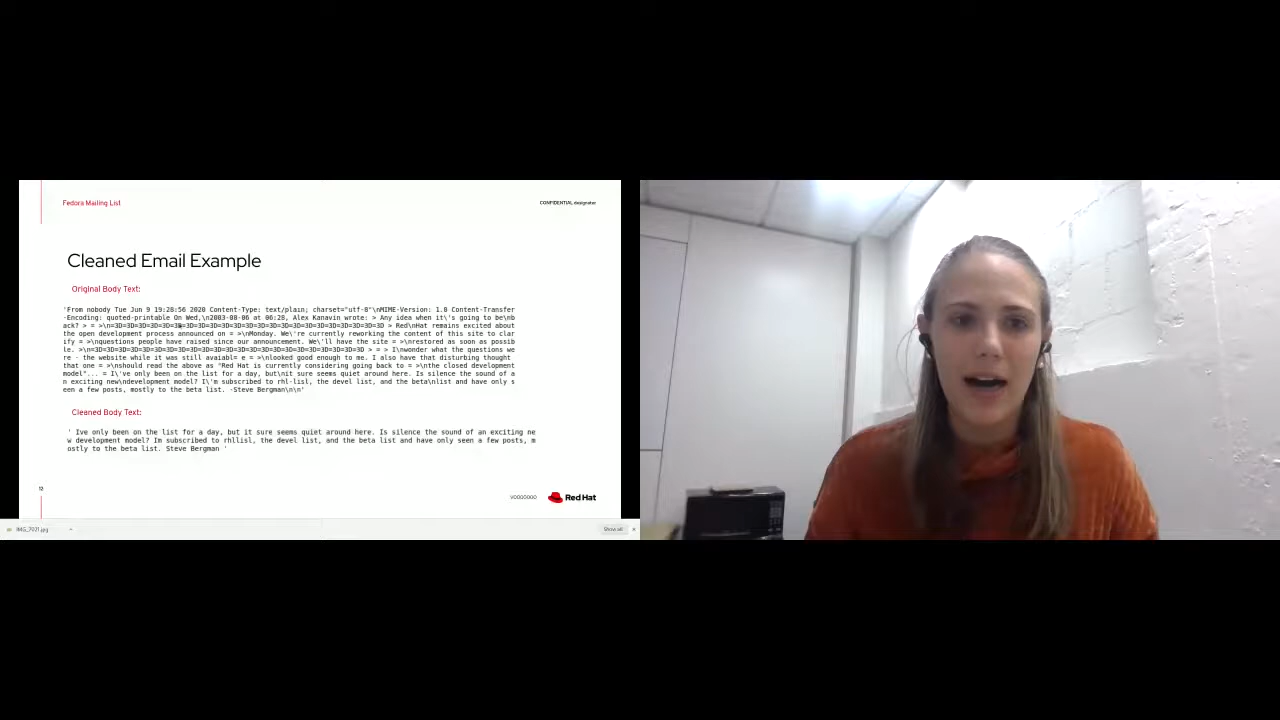 Fedora Mailing List
CONFIDENTIAL designator
Cleaned Email Example
Original Body Text:
'From nobody Tue Jun 9 19:28:56 2020 Content-Type: text/plain; charset="utf-8"\nMIME-Version: 1.0 Content-Transfer
-Encoding: quoted-printable On Wed,\n2003-08-06 at 06:28, Alex Kanavin wrote: > Any idea when it\'s going to be\nb
ack? > = >\n=3D=3D=3D=3D=3D=3D=3D=3D=3D=3D=3D=3D=3D=3D=3D=3D=3D=3D=3D=3D=3D=3D=3D=3D > Red\nHat remains excited about
the open development process announced on = >\nMonday. We\'re currently reworking the content of this site to clar
ify = >\nquestions people have raised since our announcement. We\'ll have the site = >\nrestored as soon as possib
le. >\n=3D=3D=3D=3D=3D=3D=3D=3D=3D=3D=3D=3D=3D=3D=3D=3D=3D=3D=3D=3D=3D=3D=3D=3D > = > I\nwonder what the questions we
re - the website while it was still avaiabl= e = >\nlooked good enough to me. I also have that disturbing thought
that one = >\nshould read the above as "Red Hat is currently considering going back to = >\nthe closed development
model"... = I\'ve only been on the list for a day, but\nit sure seems quiet around here. Is silence the sound of a
n exciting new\ndevelopment model? I\'m subscribed to rhl-lisl, the devel list, and the beta\nlist and have only s
een a few posts, mostly to the beta list. -Steve Bergman\n\n'
Cleaned Body Text:
' Ive only been on the list for a day, but it sure seems quiet around here. Is silence the sound of an exciting ne
w development model? Im subscribed to rhllisl, the devel list, and the beta list and have only seen a few posts, m
ostly to the beta list. Steve Bergman '
12
V0000000
Red Hat
IMG_7021.jpg
Show all